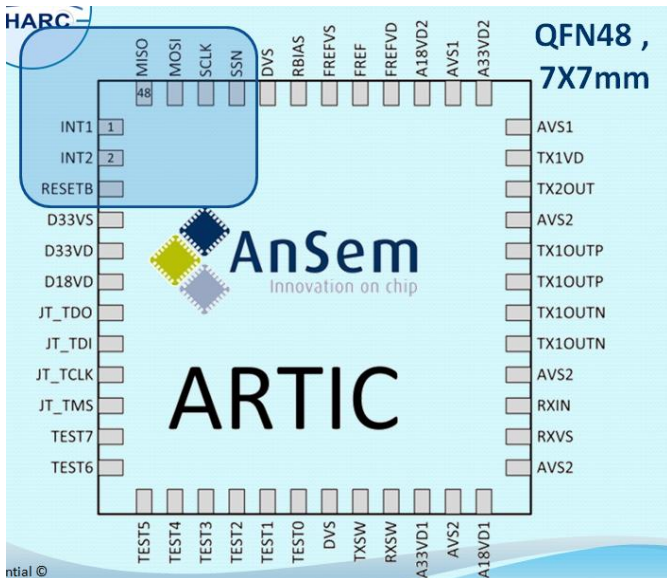 HARC
QFN48 ,
7X7mm
MISO
MOSI
SCLK
SSN
DVS
RBIAS
FREFVS
FREF
FREFVD
A18VD2
AVS1
A33VD2
48
INT1 1
INT2 2
RESETB
D33VS
D33VD
D18VD
JT_TDO
JT_TDI
JT_TCLK
JT_TMS
TEST7
TEST6
AVS1
TX1VD
TX2OUT
AVS2
TX1OUTP
TX1OUTP
TX1OUTN
TX1OUTN
AVS2
RXIN
RXVS
AVS2
AnSem
Innovation on chip
ARTIC
TEST5
TEST4
TEST3
TEST2
TEST1
TEST0
DVS
TXSW
RXSW
A33VD1
AVS2
A18VD1
ntial ©